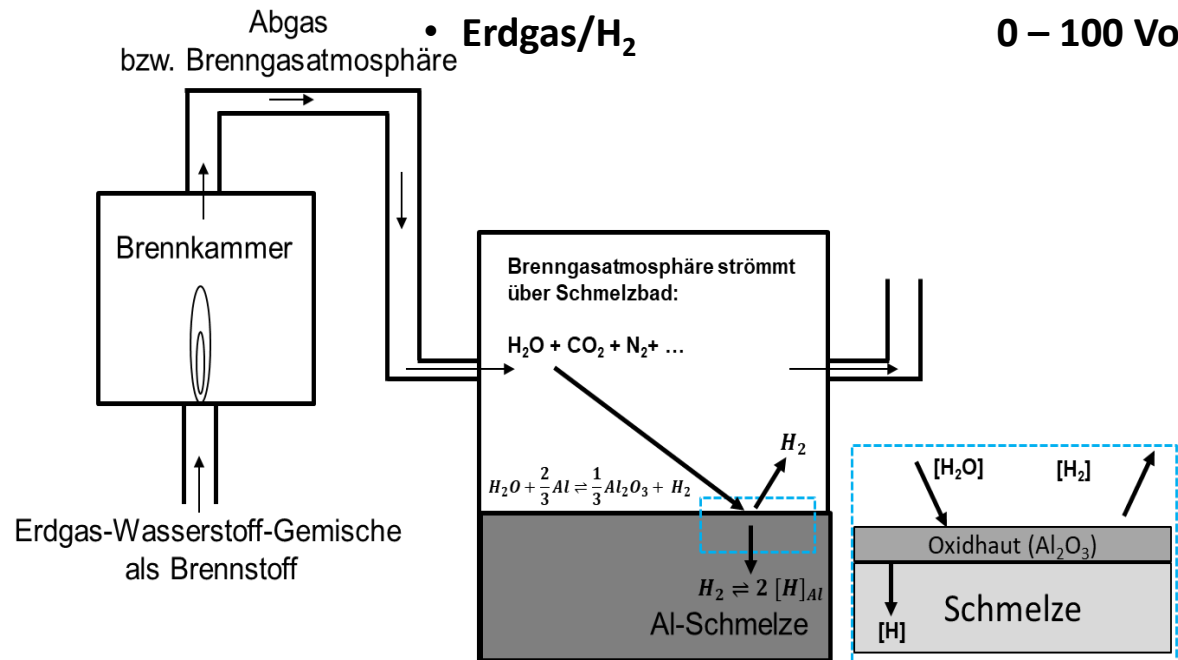 Abgas
bzw. Brenngasatmosphäre
• Erdgas/H₂
0 – 100 Vo
Brennkammer
Erdgas-Wasserstoff-Gemische
als Brennstoff
Brenngasatmosphäre strömmt
über Schmelzbad:
H₂O + CO₂ + N₂+ …
H₂
H₂O + 2/3 Al ⇌ 1/3 Al₂O₃ + H₂
H₂ ⇌ 2 [H]Al
Al-Schmelze
[H₂O] [H₂]
Oxidhaut (Al₂O₃)
Schmelze
[H]